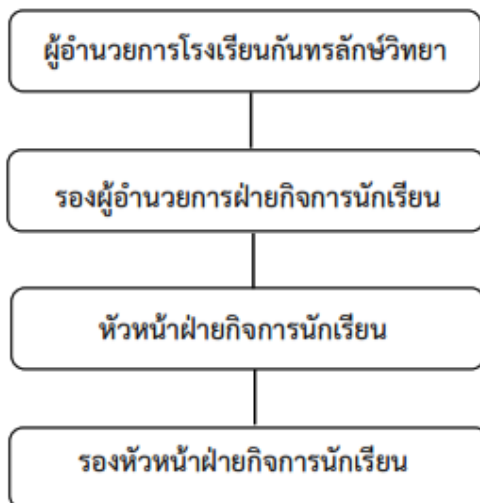 ผู้อำนวยการโรงเรียนกันทรลักษ์วิทยา
รองผู้อำนวยการฝ่ายกิจการนักเรียน
หัวหน้าฝ่ายกิจการนักเรียน
รองหัวหน้าฝ่ายกิจการนักเรียน